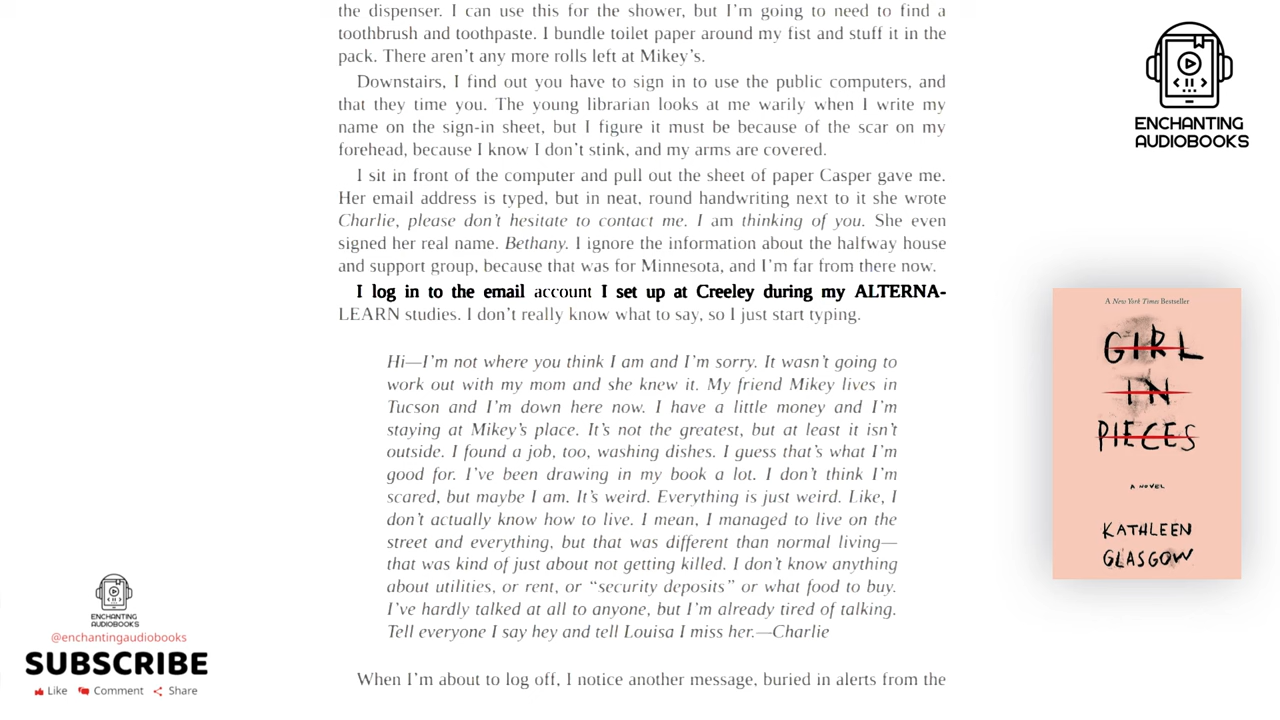 the dispenser. I can use this for the shower, but I'm going to need to find a
toothbrush and toothpaste. I bundle toilet paper around my fist and stuff it in the
pack. There aren't any more rolls left at Mikey's.
Downstairs, I find out you have to sign in to use the public computers, and
that they time you. The young librarian looks at me warily when I write my
name on the sign-in sheet, but I figure it must be because of the scar on my
forehead, because I know I don't stink, and my arms are covered.
I sit in front of the computer and pull out the sheet of paper Casper gave me.
Her email address is typed, but in neat, round handwriting next to it she wrote
Charlie, please don't hesitate to contact me. I am thinking of you. She even
signed her real name. Bethany. I ignore the information about the halfway house
and support group, because that was for Minnesota, and I'm far from there now.
I log in to the email account I set up at Creeley during my ALTERNA-
LEARN studies. I don't really know what to say, so I just start typing.
Hi—I'm not where you think I am and I'm sorry. It wasn't going to
work out with my mom and she knew it. My friend Mikey lives in
Tucson and I'm down here now. I have a little money and I'm
staying at Mikey's place. It's not the greatest, but at least it isn't
outside. I found a job, too, washing dishes. I guess that's what I'm
good for. I've been drawing in my book a lot. I don't think I'm
scared, but maybe I am. It's weird. Everything is just weird. Like, I
don't actually know how to live. I mean, I managed to live on the
street and everything, but that was different than normal living—
that was kind of just about not getting killed. I don't know anything
about utilities, or rent, or “security deposits” or what food to buy.
I've hardly talked at all to anyone, but I'm already tired of talking.
Tell everyone I say hey and tell Louisa I miss her.—Charlie
When I'm about to log off, I notice another message, buried in alerts from the
ENCHANTING
AUDIOBOOKS
A New York Times Bestseller
GIRL
IN
PIECES
A NOVEL
KATHLEEN
GLASGOW
ENCHANTING
AUDIOBOOKS
@enchantingaudiobooks
SUBSCRIBE
Like Comment Share